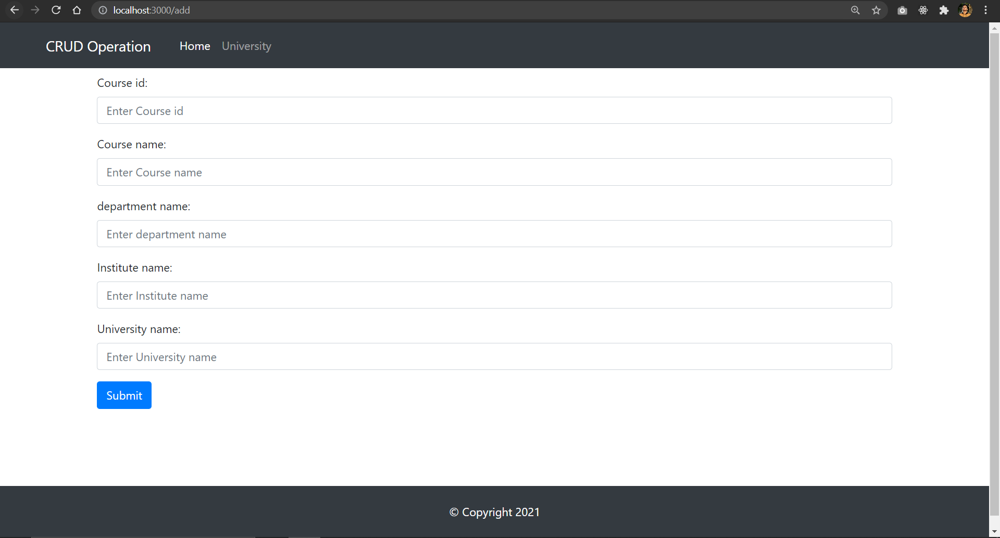 localhost:3000/add
CRUD Operation Home University
Course id:
Enter Course id
Course name:
Enter Course name
department name:
Enter department name
Institute name:
Enter Institute name
University name:
Enter University name
Submit
© Copyright 2021